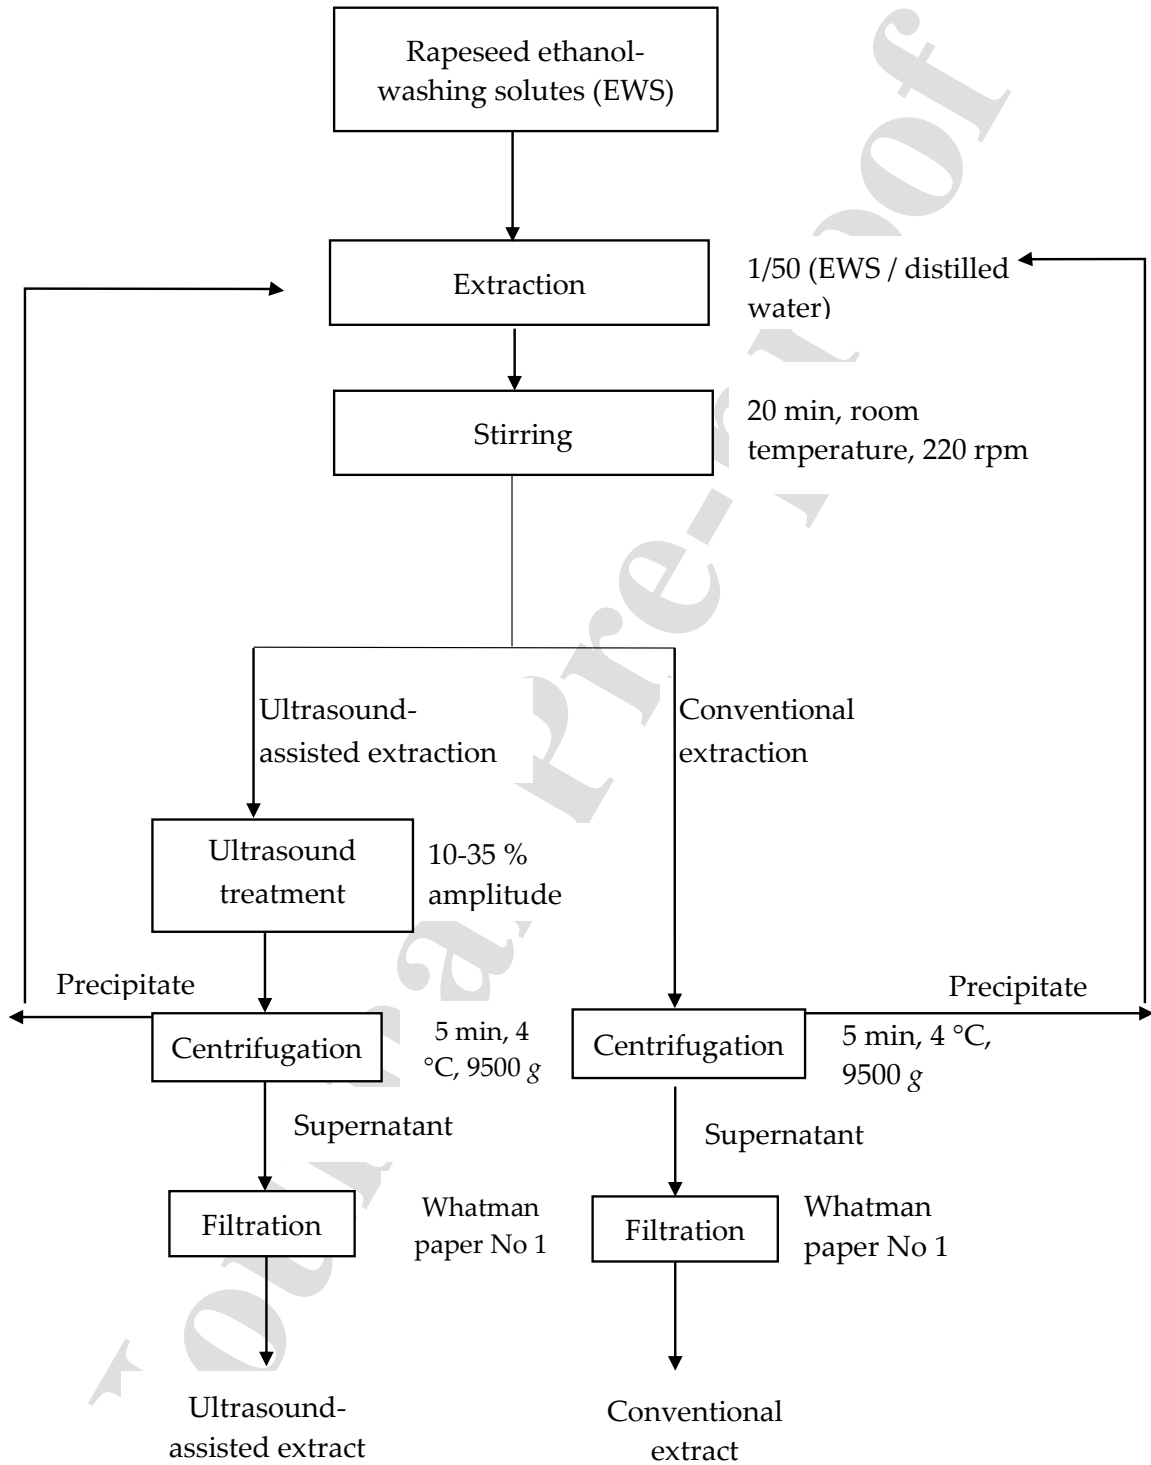 Rapeseed ethanol-
washing solutes (EWS)
Extraction
1/50 (EWS / distilled
water)
Stirring
20 min, room
temperature, 220 rpm
Ultrasound-
assisted extraction
Conventional
extraction
Ultrasound
treatment
10-35 %
amplitude
Precipitate
Precipitate
Centrifugation
5 min, 4
°C, 9500 g
Centrifugation
5 min, 4 °C,
9500 g
Supernatant
Supernatant
Filtration
Whatman
paper No 1
Filtration
Whatman
paper No 1
Ultrasound-
assisted extract
Conventional
extract
Journal Pre-proof